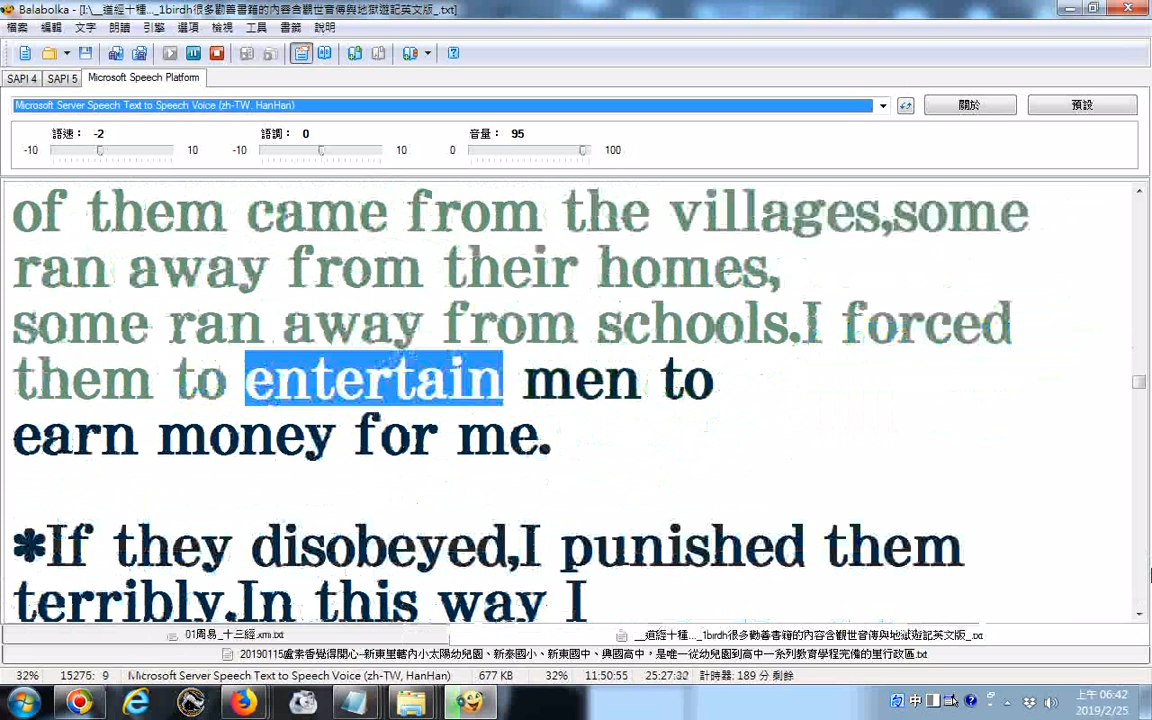 Balabolka - [I:\__道經十種..._1birdh很多勸善書籍的內容含觀世音傳與地獄遊記英文版_.txt]
檔案 編輯 文字 朗讀 引擎 選項 檢視 工具 書籤 說明
SAPI 4 SAPI 5 Microsoft Speech Platform
Microsoft Server Speech Text to Speech Voice (zh-TW, HanHan)
關於 預設
語速： -2 語調： 0 音量： 95
-10 10 -10 10 0 100
of them came from the villages,some
ran away from their homes,
some ran away from schools.I forced
them to entertain men to
earn money for me.
*If they disobeyed,I punished them
terribly.In this way I
01周易_十三經.xml.txt __道經十種..._1birdh很多勸善書籍的內容含觀世音傳與地獄遊記英文版_.txt
20190115盧素香覺得開心--新東里轄內小太陽幼兒園、新泰國小、新東國中、興國高中，是唯一從幼兒園到高中一系列教育學程完備的里行政區.txt
32% 15275: 9 Microsoft Server Speech Text to Speech Voice (zh-TW, HanHan) 677 KB 32% 11:50:55 25:27:32 計時器: 189 分 剩餘
中 上午 06:42
2019/2/25